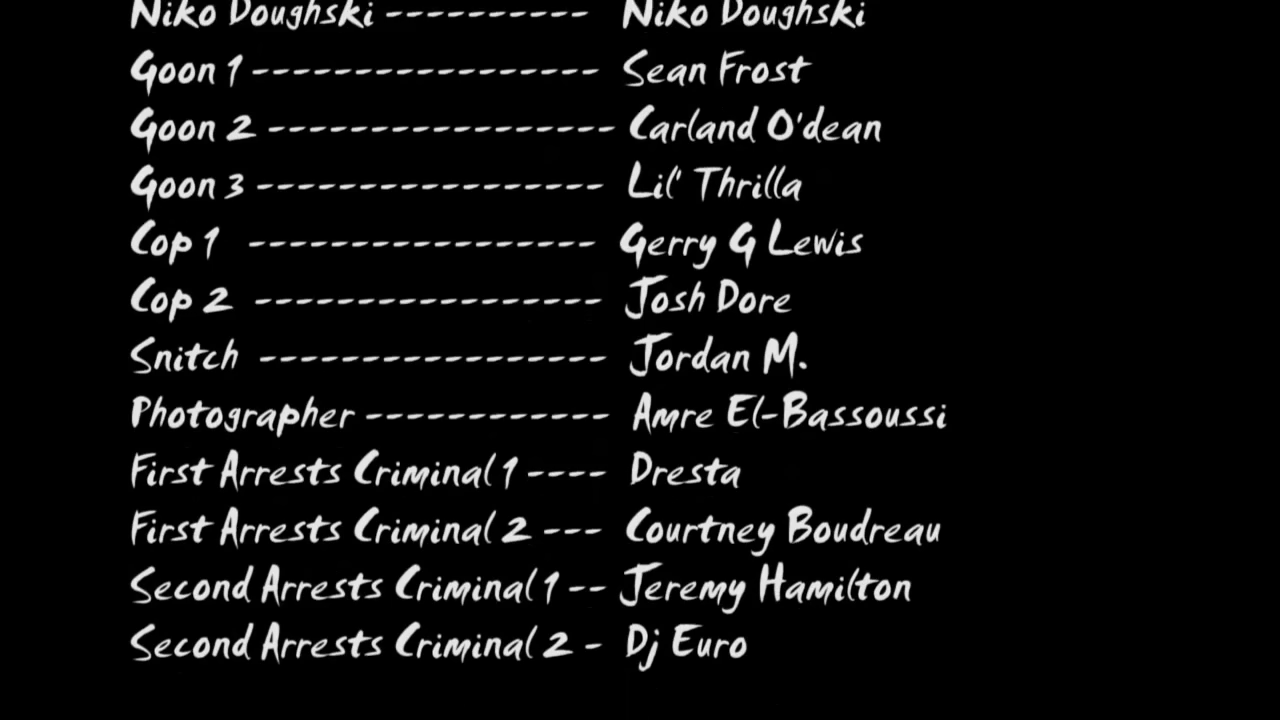 Niko Doughski ---------- Niko Doughski
Goon 1 ----------------- Sean Frost
Goon 2 ----------------- Carland O'dean
Goon 3 ----------------- Lil' Thrilla
Cop 1 ----------------- Gerry G Lewis
Cop 2 ----------------- Josh Dore
Snitch ----------------- Jordan M.
Photographer ------------ Amre El-Bassoussi
First Arrests Criminal 1 ---- Dresta
First Arrests Criminal 2 --- Courtney Boudreau
Second Arrests Criminal 1 -- Jeremy Hamilton
Second Arrests Criminal 2 - Dj Euro